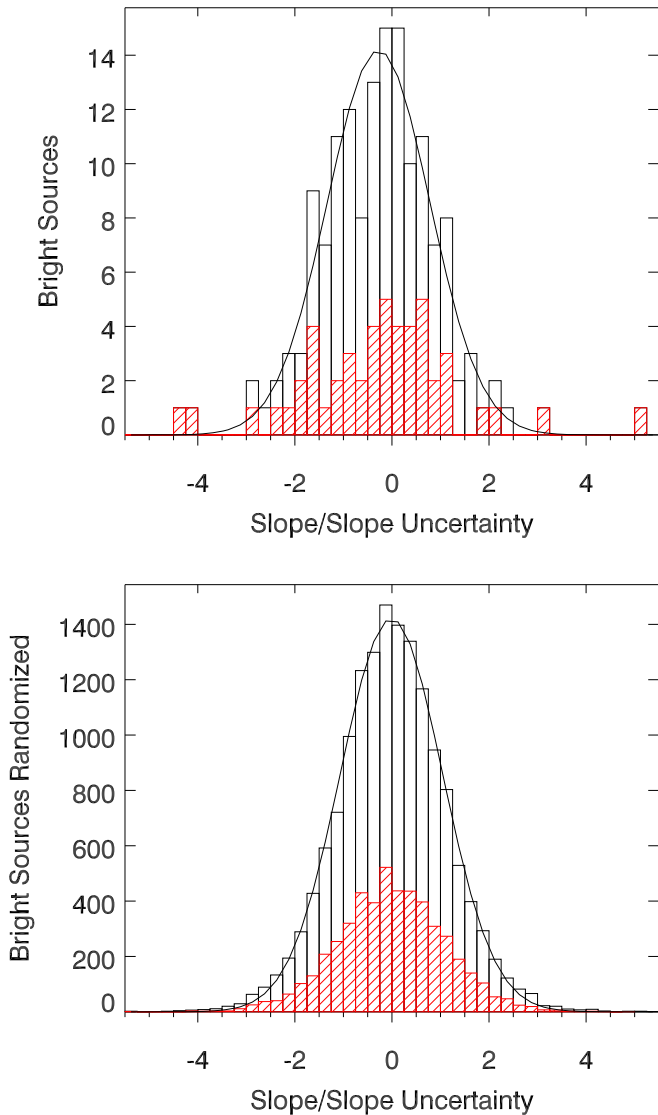 14
12
10
8
6
4
2
0
Bright Sources
-4 -2 0 2 4
Slope/Slope Uncertainty
1400
1200
1000
800
600
400
200
0
Bright Sources Randomized
-4 -2 0 2 4
Slope/Slope Uncertainty